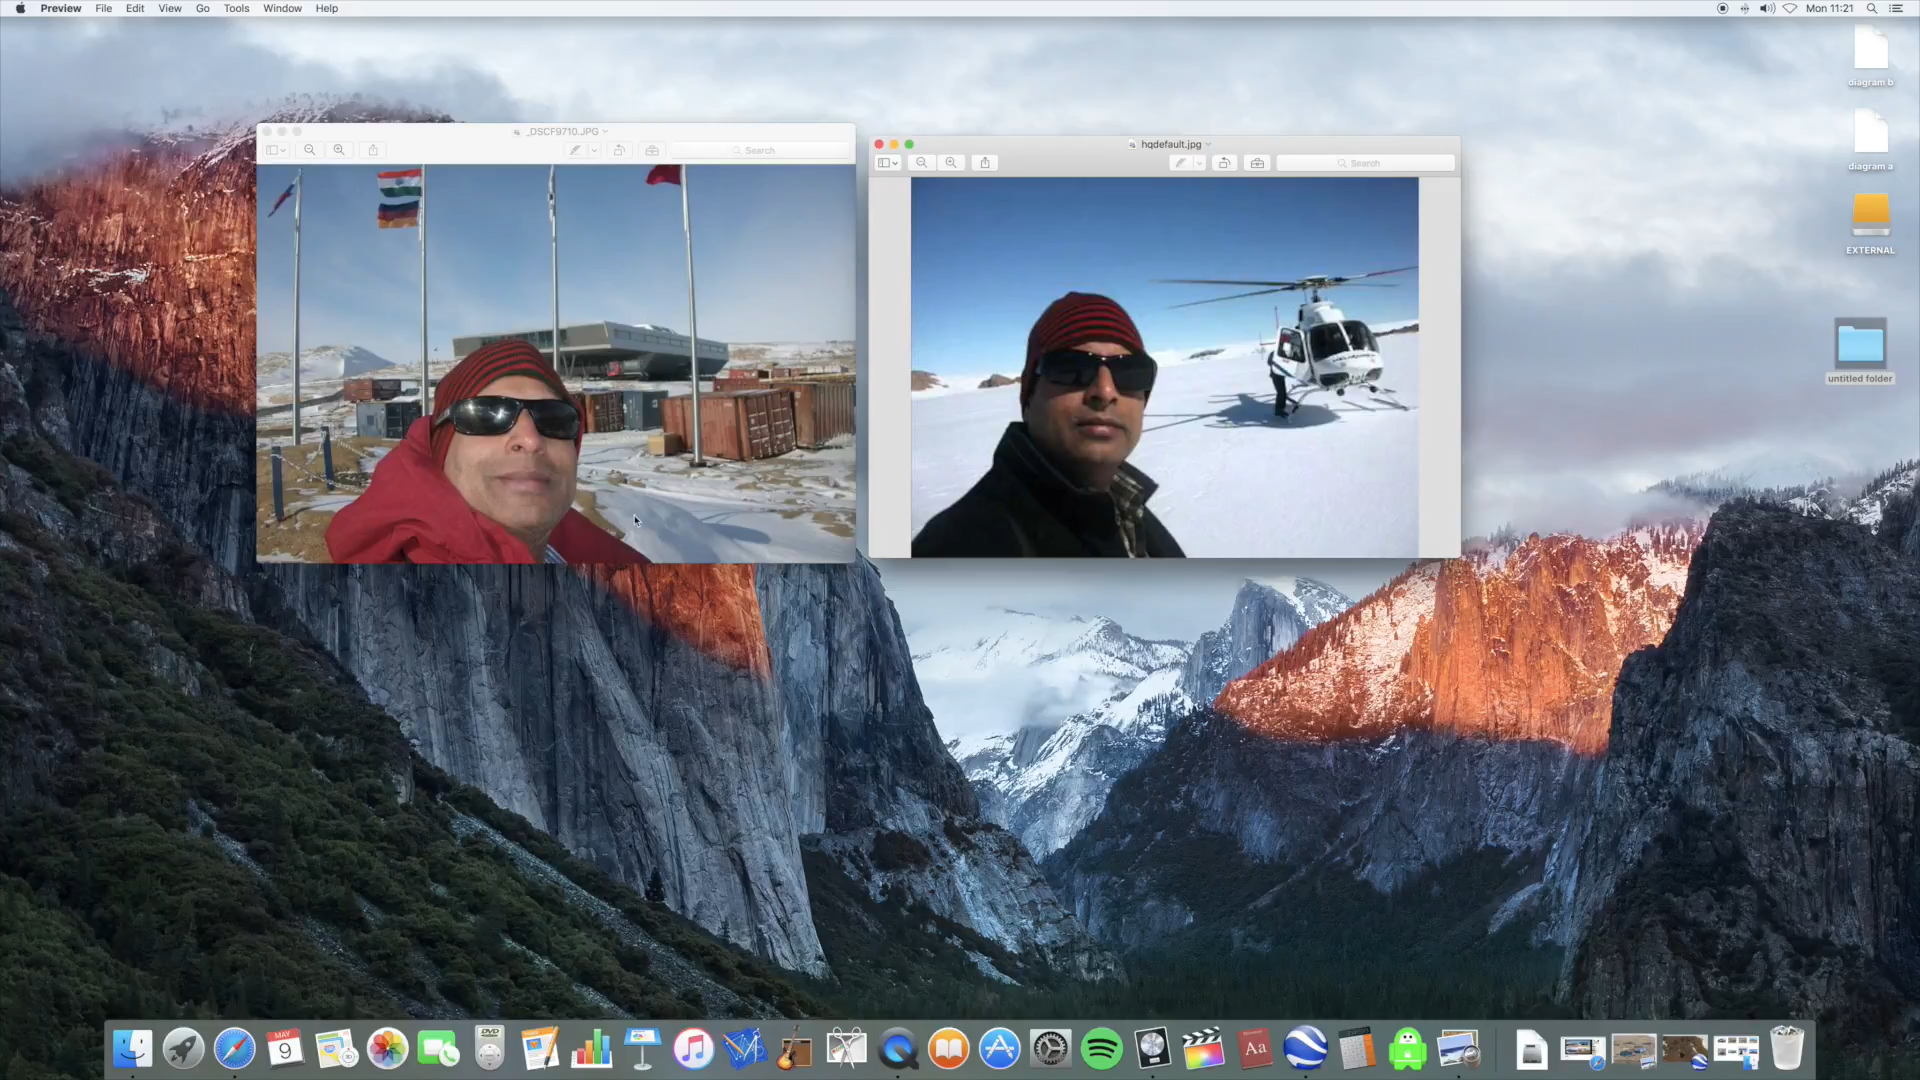 Preview File Edit View Go Tools Window Help
Mon 11:21
_DSCF9710.JPG
Search
hqdefault.jpg
Search
diagram b
diagram a
EXTERNAL
untitled folder
MAY
9
DVD
Aa